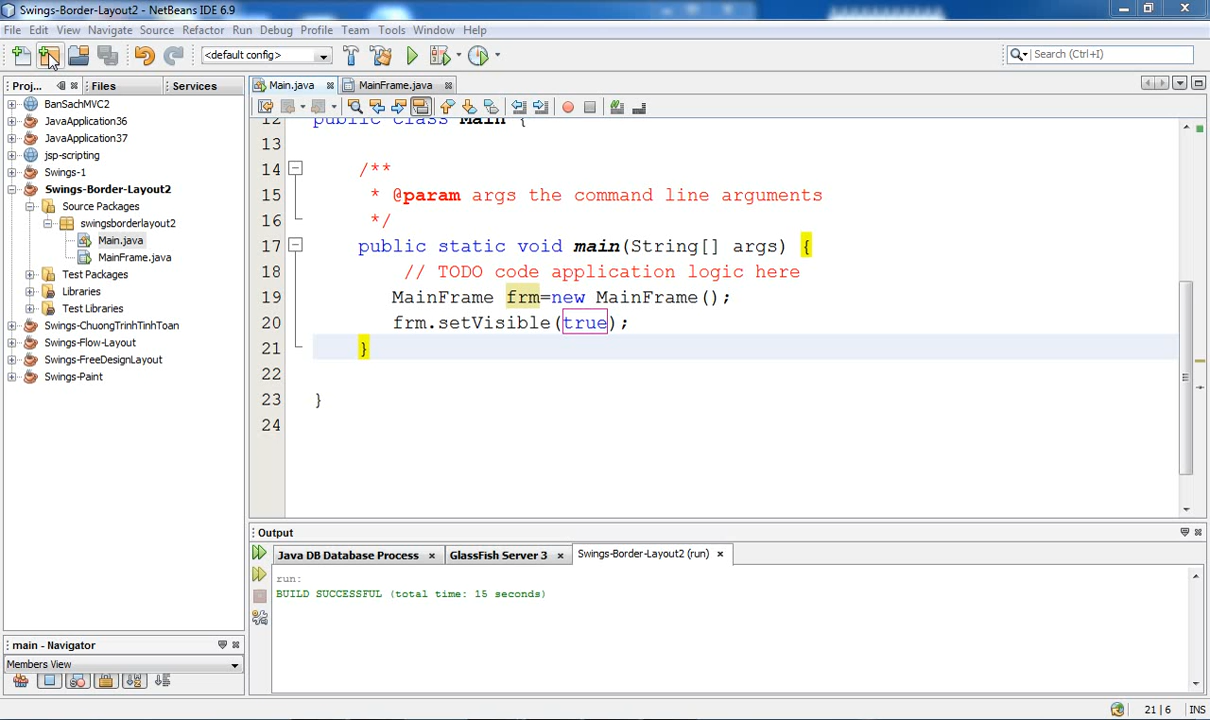 Swings-Border-Layout2 - NetBeans IDE 6.9
File Edit View Navigate Source Refactor Run Debug Profile Team Tools Window Help
<default config>
Search (Ctrl+I)
Proj... Files Services
BanSachMVC2
JavaApplication36
JavaApplication37
jsp-scripting
Swings-1
Swings-Border-Layout2
Source Packages
swingsborderlayout2
Main.java
MainFrame.java
Test Packages
Libraries
Test Libraries
Swings-ChuongTrinhTinhToan
Swings-Flow-Layout
Swings-FreeDesignLayout
Swings-Paint
main - Navigator
Members View
Main.java MainFrame.java
12 public class Main {
13
14 /**
15 * @param args the command line arguments
16 */
17 public static void main(String[] args) {
18 // TODO code application logic here
19 MainFrame frm=new MainFrame();
20 frm.setVisible(true);
21 }
22
23 }
24
Output
Java DB Database Process GlassFish Server 3 Swings-Border-Layout2 (run)
run:
BUILD SUCCESSFUL (total time: 15 seconds)
21 | 6 INS